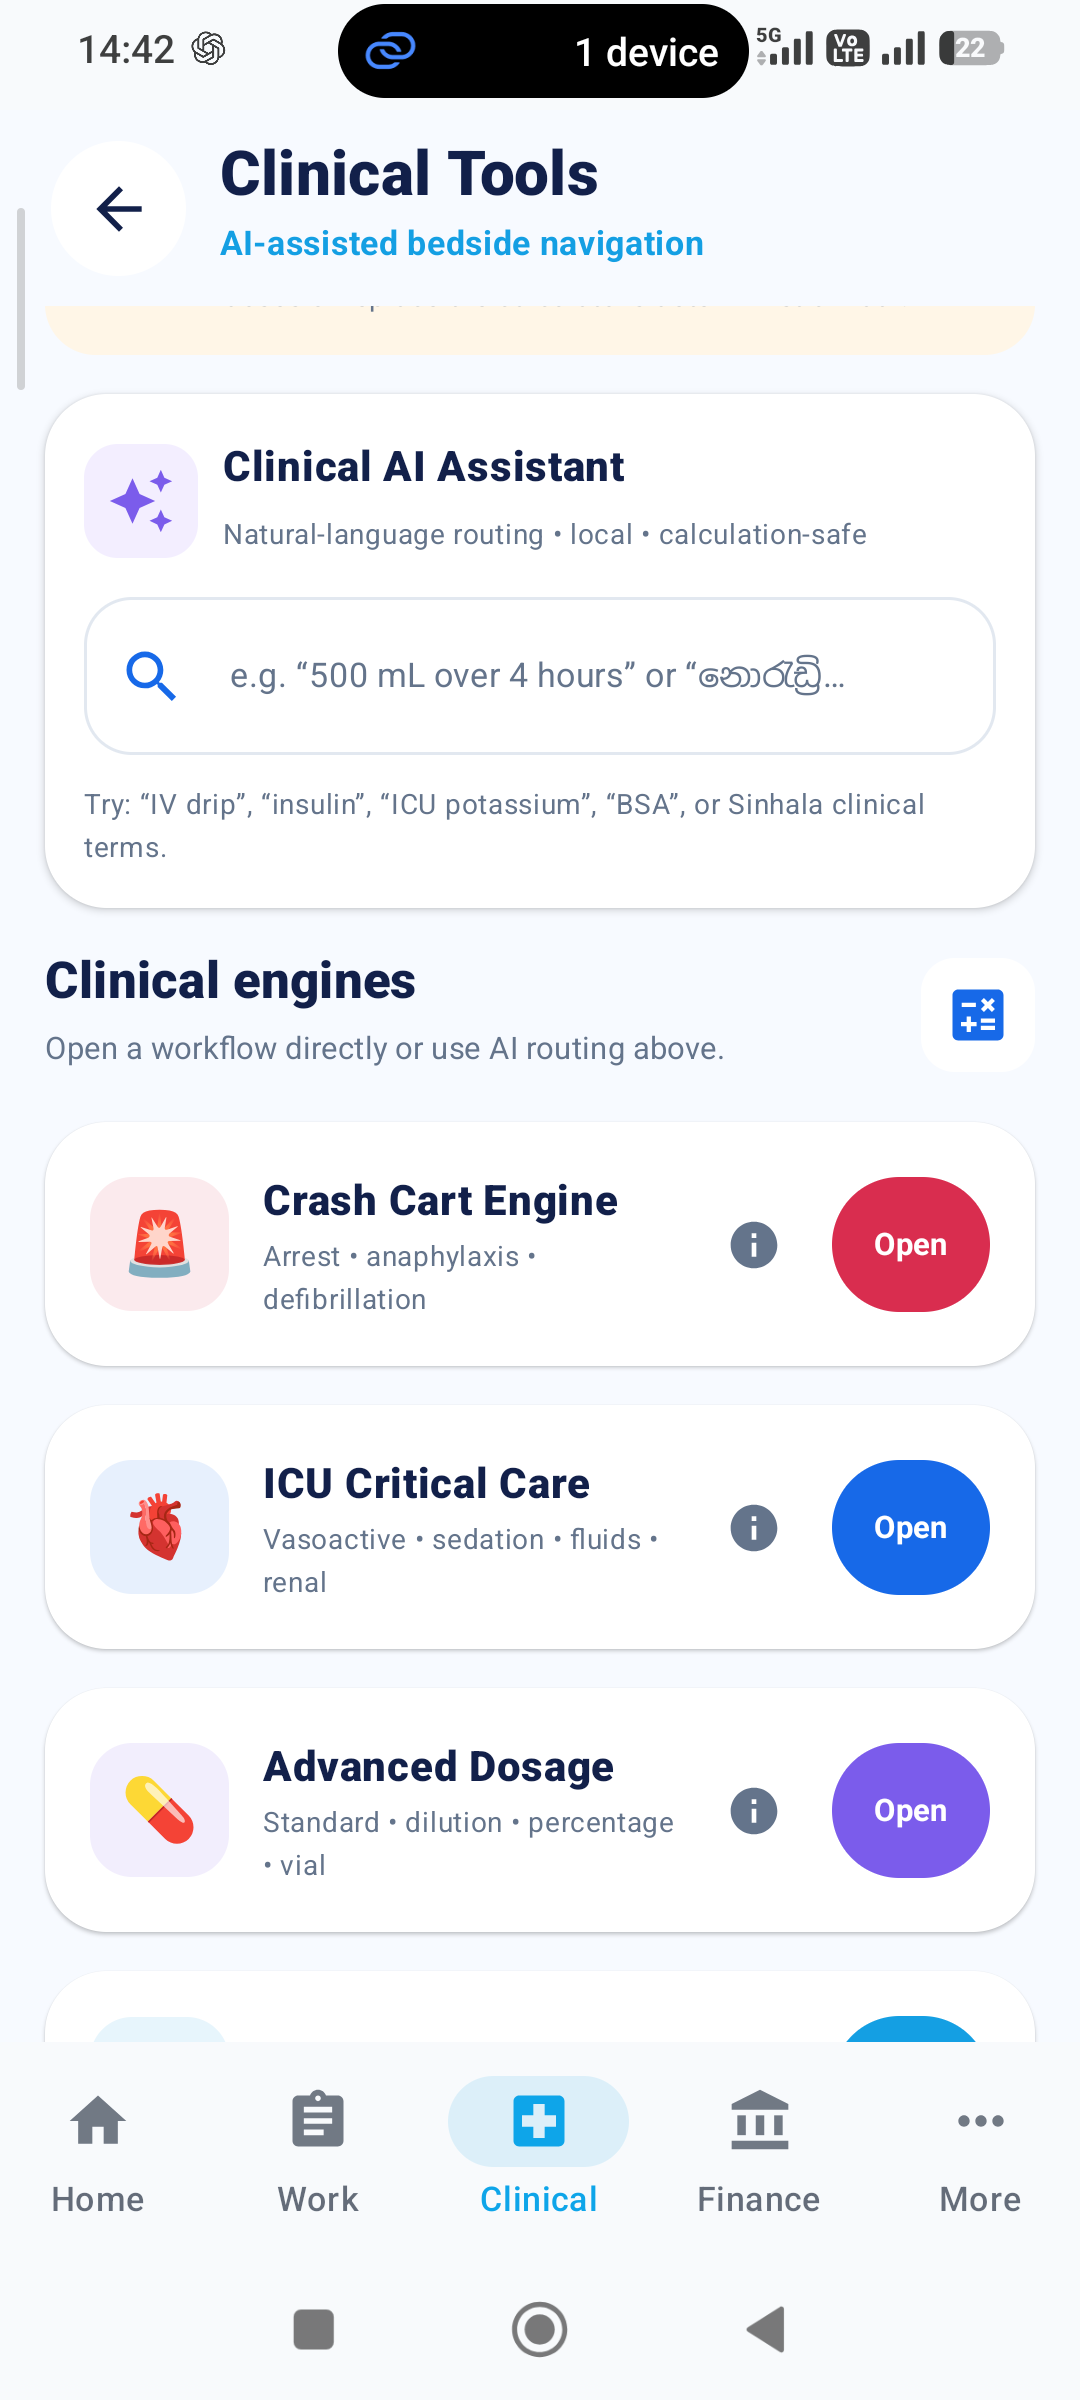 14:42
1 device
5G
Vo
LTE
22
Clinical Tools
AI-assisted bedside navigation
Clinical AI Assistant
Natural-language routing • local • calculation-safe
e.g. “500 mL over 4 hours” or “නොරැඩ්‍රි...
Try: “IV drip”, “insulin”, “ICU potassium”, “BSA”, or Sinhala clinical
terms.
Clinical engines
Open a workflow directly or use AI routing above.
Crash Cart Engine
Arrest • anaphylaxis •
defibrillation
Open
ICU Critical Care
Vasoactive • sedation • fluids •
renal
Open
Advanced Dosage
Standard • dilution • percentage
• vial
Open
Home
Work
Clinical
Finance
More